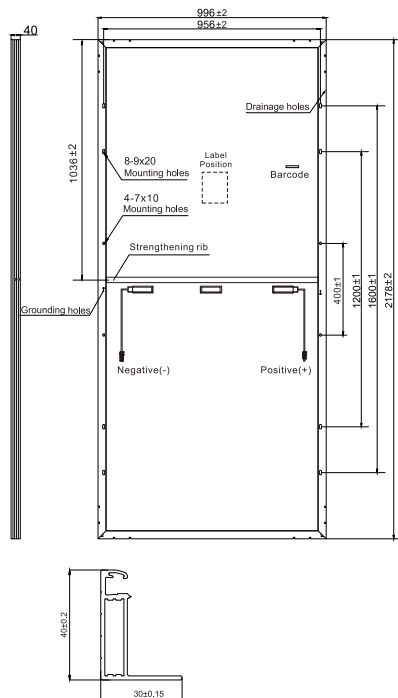 996±2
956±2
40
Drainage holes
1036±2
8-9x20
Mounting holes
Label
Position
Barcode
4-7x10
Mounting holes
Strengthening rib
400±1
1200±1
1600±1
2178±2
Grounding holes
Negative(-)
Positive(+)
40±0.2
30±0.15